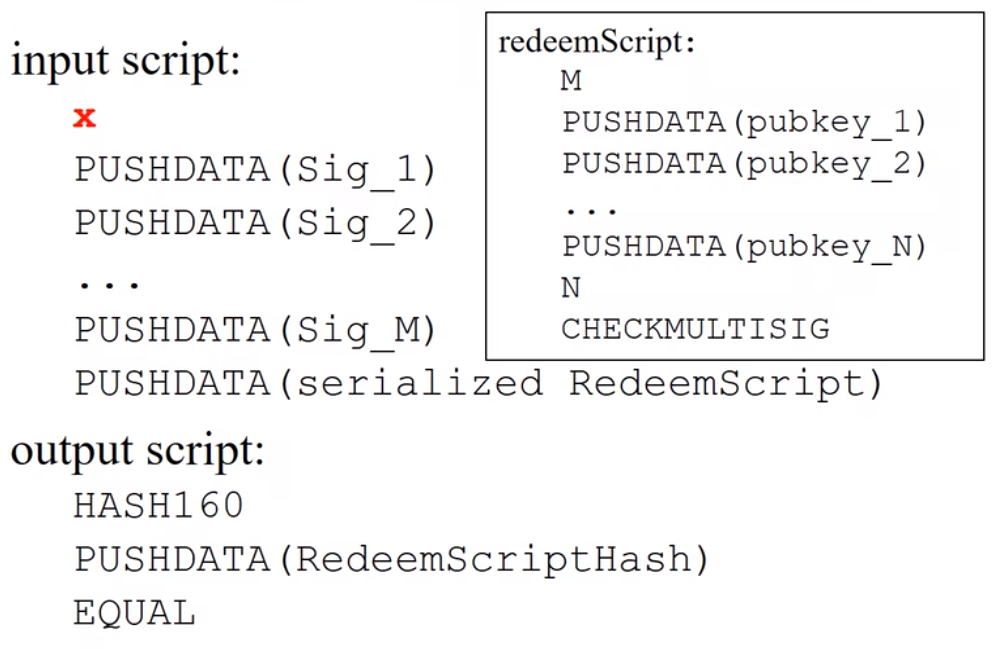 input script:
x
PUSHDATA(Sig_1)
PUSHDATA(Sig_2)
...
PUSHDATA(Sig_M)
PUSHDATA(serialized RedeemScript)
redeemScript:
M
PUSHDATA(pubkey_1)
PUSHDATA(pubkey_2)
...
PUSHDATA(pubkey_N)
N
CHECKMULTISIG
output script:
HASH160
PUSHDATA(RedeemScriptHash)
EQUAL